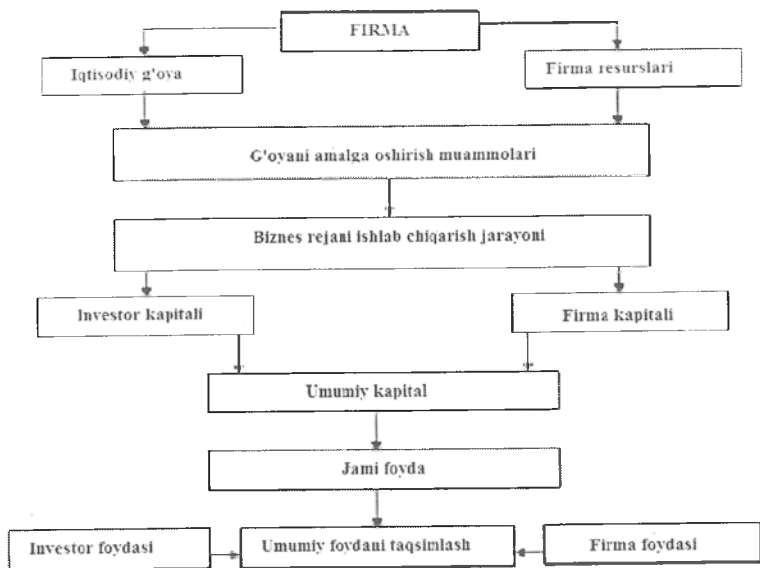 FIRMA
Iqtisodiy g'oya
Firma resurslari
G'oyani amalga oshirish muammolari
Biznes rejani ishlab chiqarish jarayoni
Investor kapitali
Firma kapitali
Umumiy kapital
Jami foyda
Investor foydasi
Umumiy foydani taqsimlash
Firma foydasi